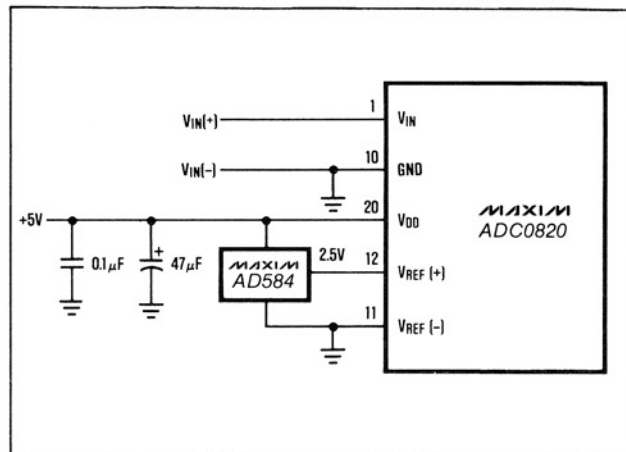 1
VIN(+)
VIN
10
VIN(-)
GND
+5V
20
VDD
MAXIM
ADC0820
0.1µF
+
47µF
MAXIM
AD584
2.5V
12
VREF (+)
11
VREF (-)